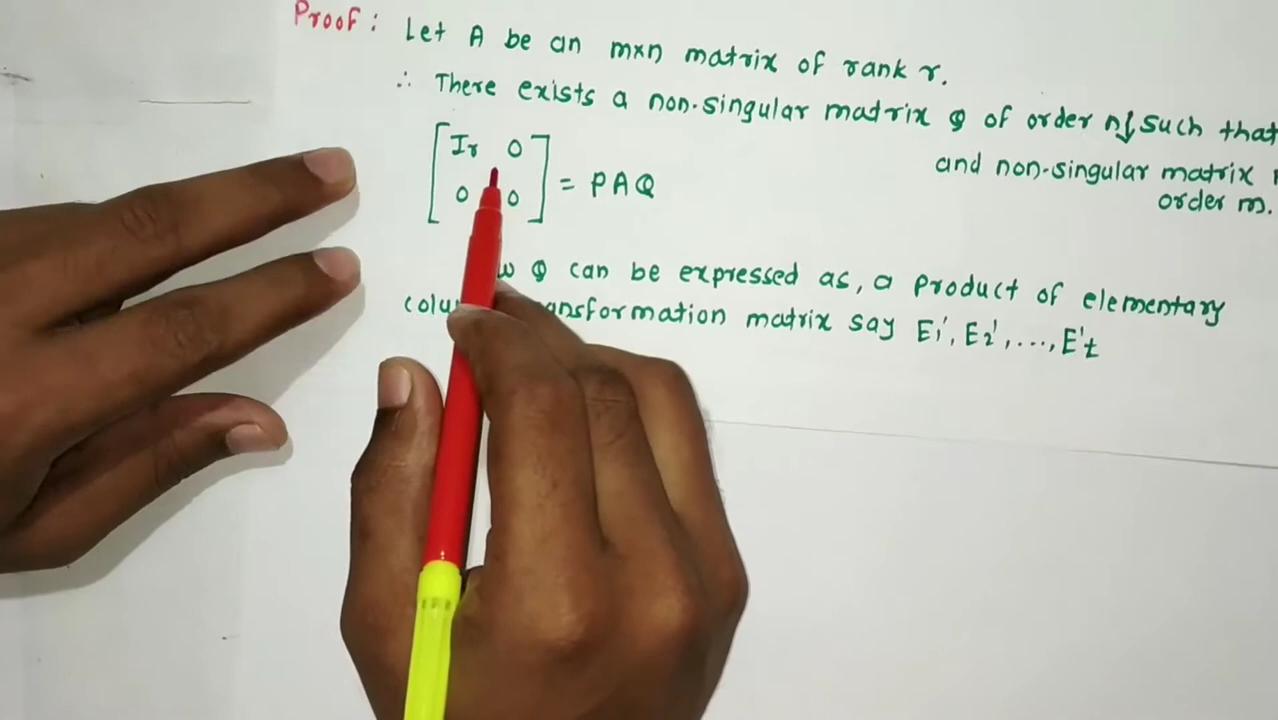 Proof: Let A be an m×n matrix of rank r.
∴ There exists a non-singular matrix Q of order n, such that
and non-singular matrix
order m.
[Ir 0
0 0] = PAQ
Q can be expressed as, a product of elementary
matrix say E1', E2', ..., E't